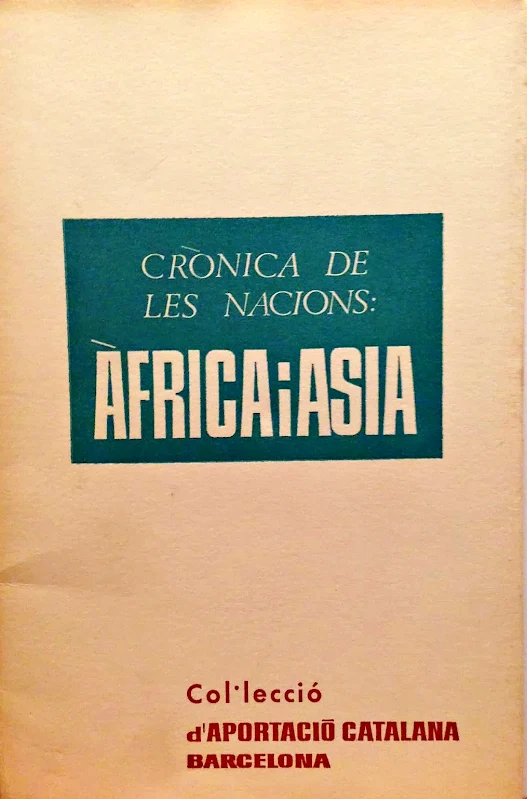 CRÒNICA DE
LES NACIONS:
ÀFRICA i ASIA
Col·lecció
d'APORTACIÓ CATALANA
BARCELONA